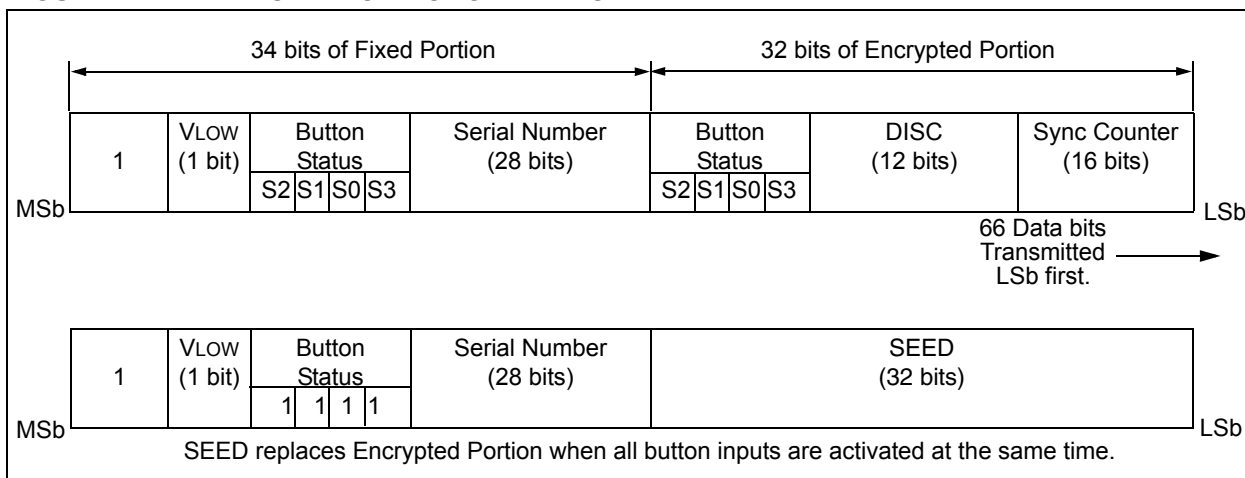 34 bits of Fixed Portion
32 bits of Encrypted Portion
1
VLOW
(1 bit)
Button
Status
S2 S1 S0 S3
Serial Number
(28 bits)
Button
Status
S2 S1 S0 S3
DISC
(12 bits)
Sync Counter
(16 bits)
MSb
LSb
66 Data bits
Transmitted
LSb first.
1
VLOW
(1 bit)
Button
Status
1 1 1 1
Serial Number
(28 bits)
SEED
(32 bits)
MSb
LSb
SEED replaces Encrypted Portion when all button inputs are activated at the same time.